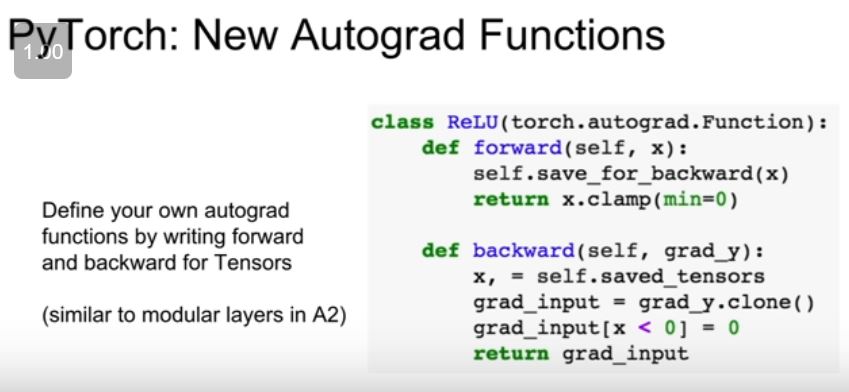 PyTorch: New Autograd Functions
1.00
Define your own autograd
functions by writing forward
and backward for Tensors
(similar to modular layers in A2)
class ReLU(torch.autograd.Function):
    def forward(self, x):
        self.save_for_backward(x)
        return x.clamp(min=0)
    def backward(self, grad_y):
        x, = self.saved_tensors
        grad_input = grad_y.clone()
        grad_input[x < 0] = 0
        return grad_input